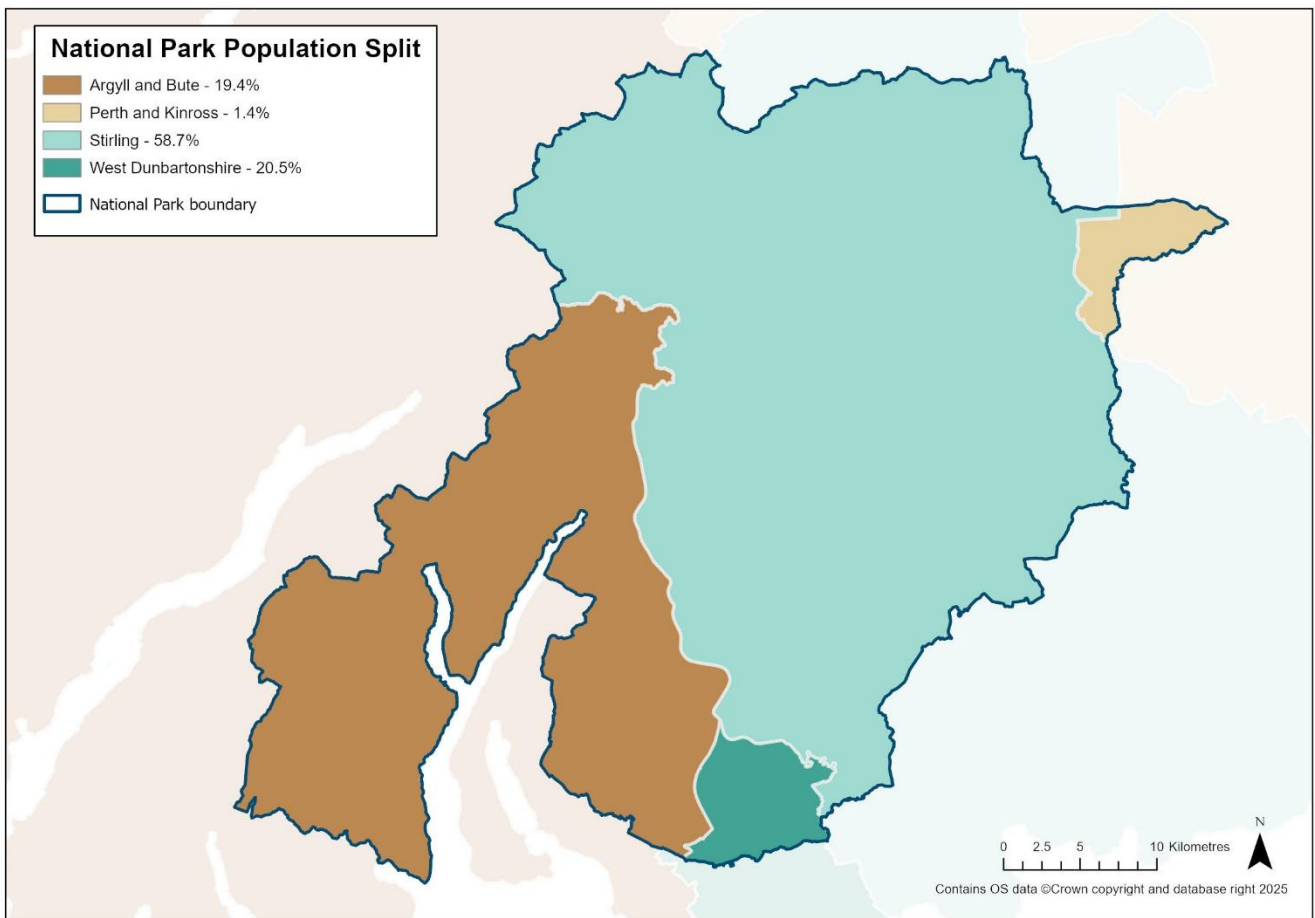 National Park Population Split
Argyll and Bute - 19.4%
Perth and Kinross - 1.4%
Stirling - 58.7%
West Dunbartonshire - 20.5%
National Park boundary
N
0 2.5 5 10 Kilometres
Contains OS data ©Crown copyright and database right 2025